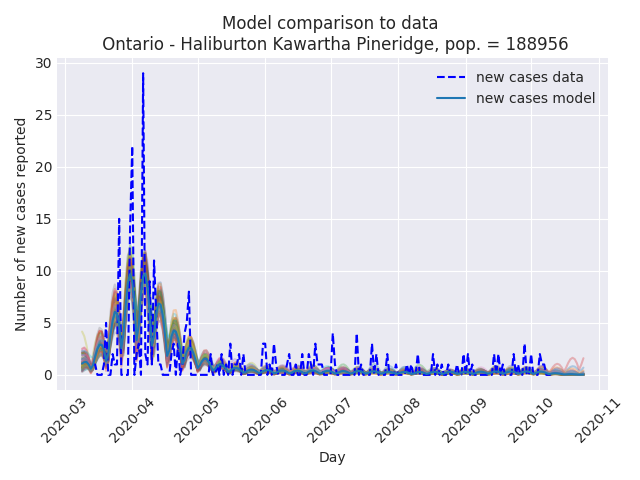 Model comparison to data
Ontario - Haliburton Kawartha Pineridge, pop. = 188956
new cases data
new cases model
Number of new cases reported
30
25
20
15
10
5
0
2020-03
2020-04
2020-05
2020-06
2020-07
2020-08
2020-09
2020-10
2020-11
Day